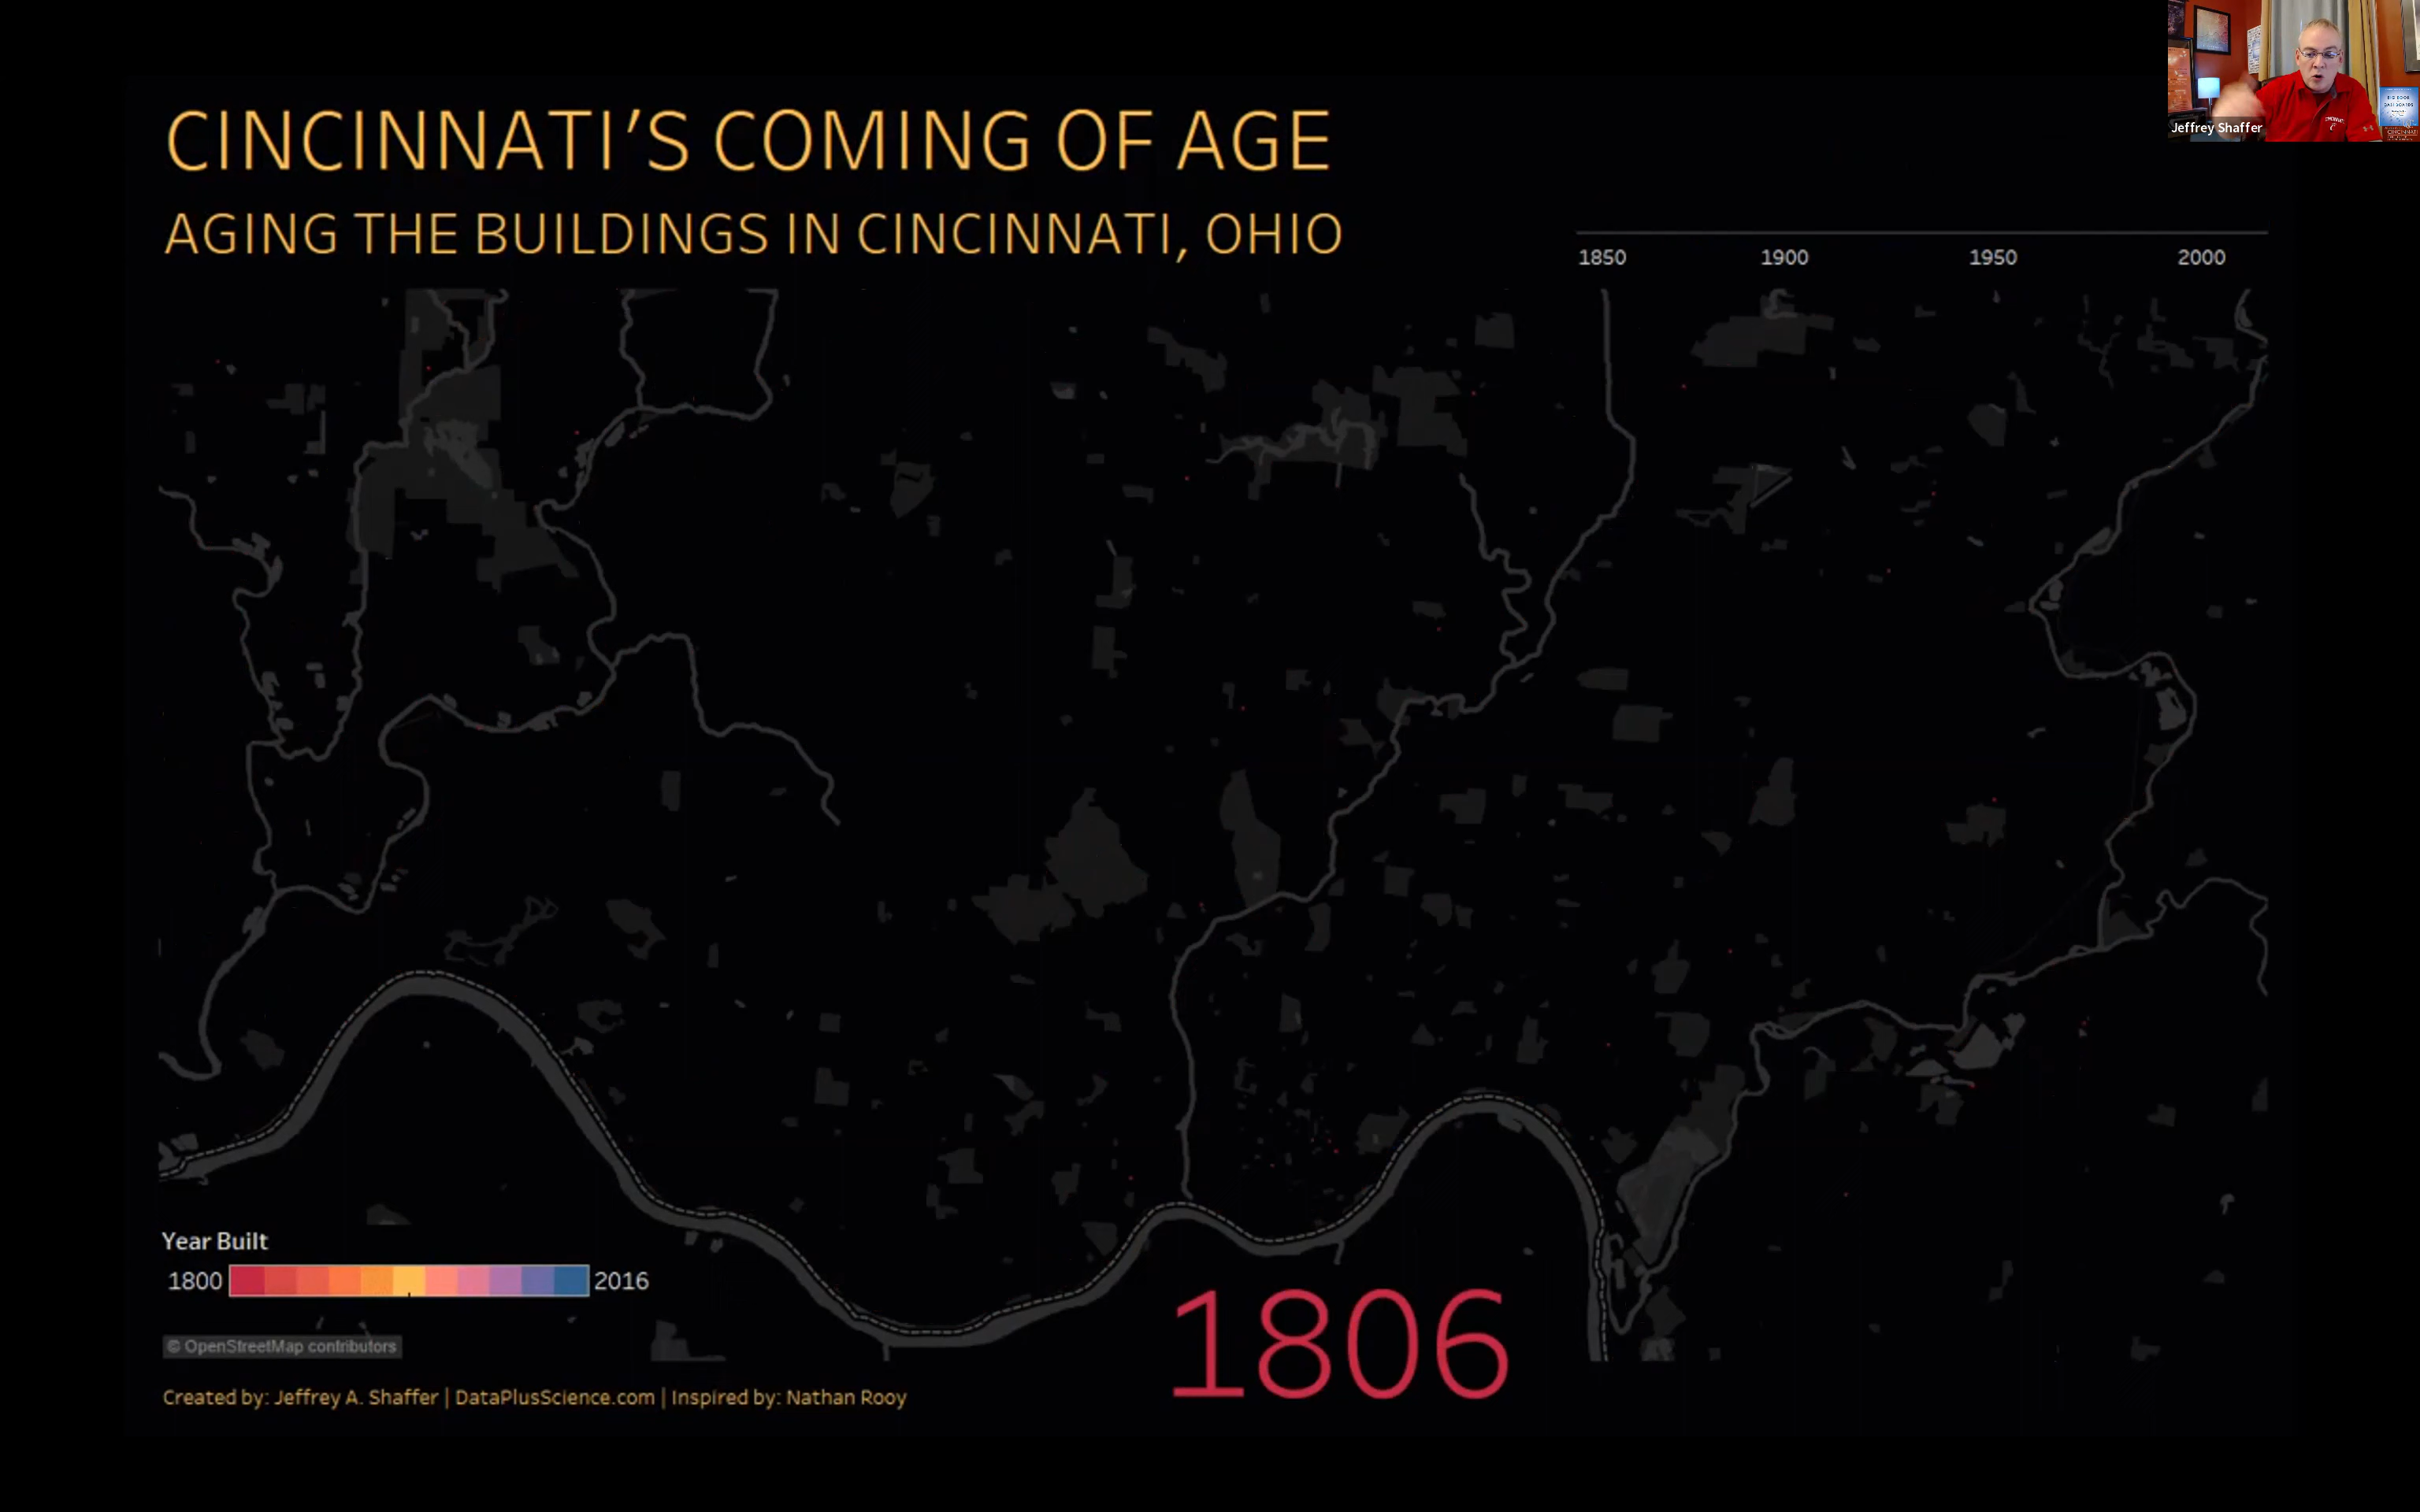 CINCINNATI’S COMING OF AGE
AGING THE BUILDINGS IN CINCINNATI, OHIO
Jeffrey Shaffer
1850 1900 1950 2000
Year Built
1800 2016
© OpenStreetMap contributors
1806
Created by: Jeffrey A. Shaffer | DataPlusScience.com | Inspired by: Nathan Rooy